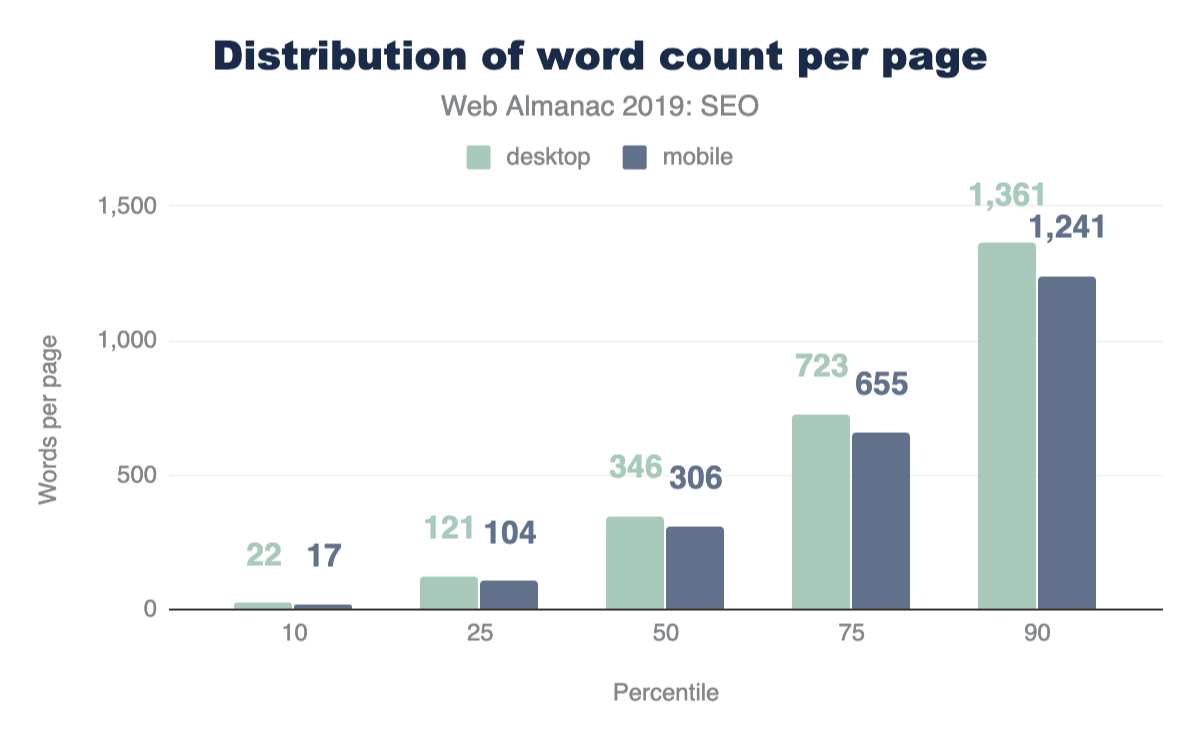 Distribution of word count per page
Web Almanac 2019: SEO
desktop mobile
1,500
1,000
500
0
Words per page
22 17
121 104
346 306
723 655
1,361
1,241
10 25 50 75 90
Percentile